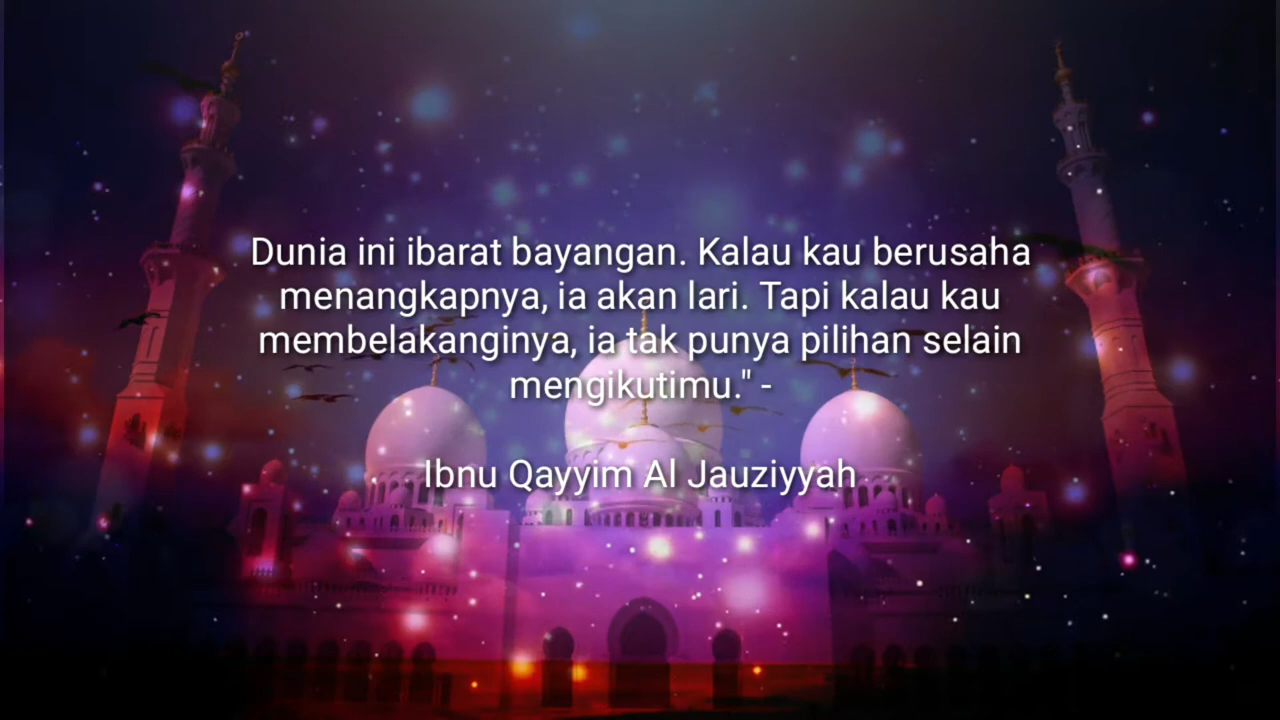 Dunia ini ibarat bayangan. Kalau kau berusaha
menangkapnya, ia akan lari. Tapi kalau kau
membelakanginya, ia tak punya pilihan selain
mengikutimu." -
Ibnu Qayyim Al Jauziyyah